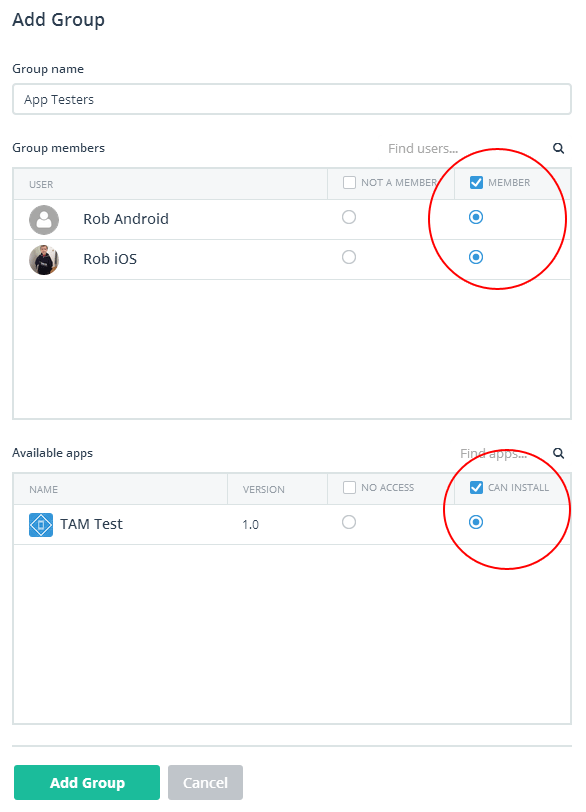 Add Group
Group name
App Testers
Group members Find users...
USER NOT A MEMBER MEMBER
Rob Android
Rob iOS
Available apps Find apps...
NAME VERSION NO ACCESS CAN INSTALL
TAM Test 1.0
Add Group Cancel